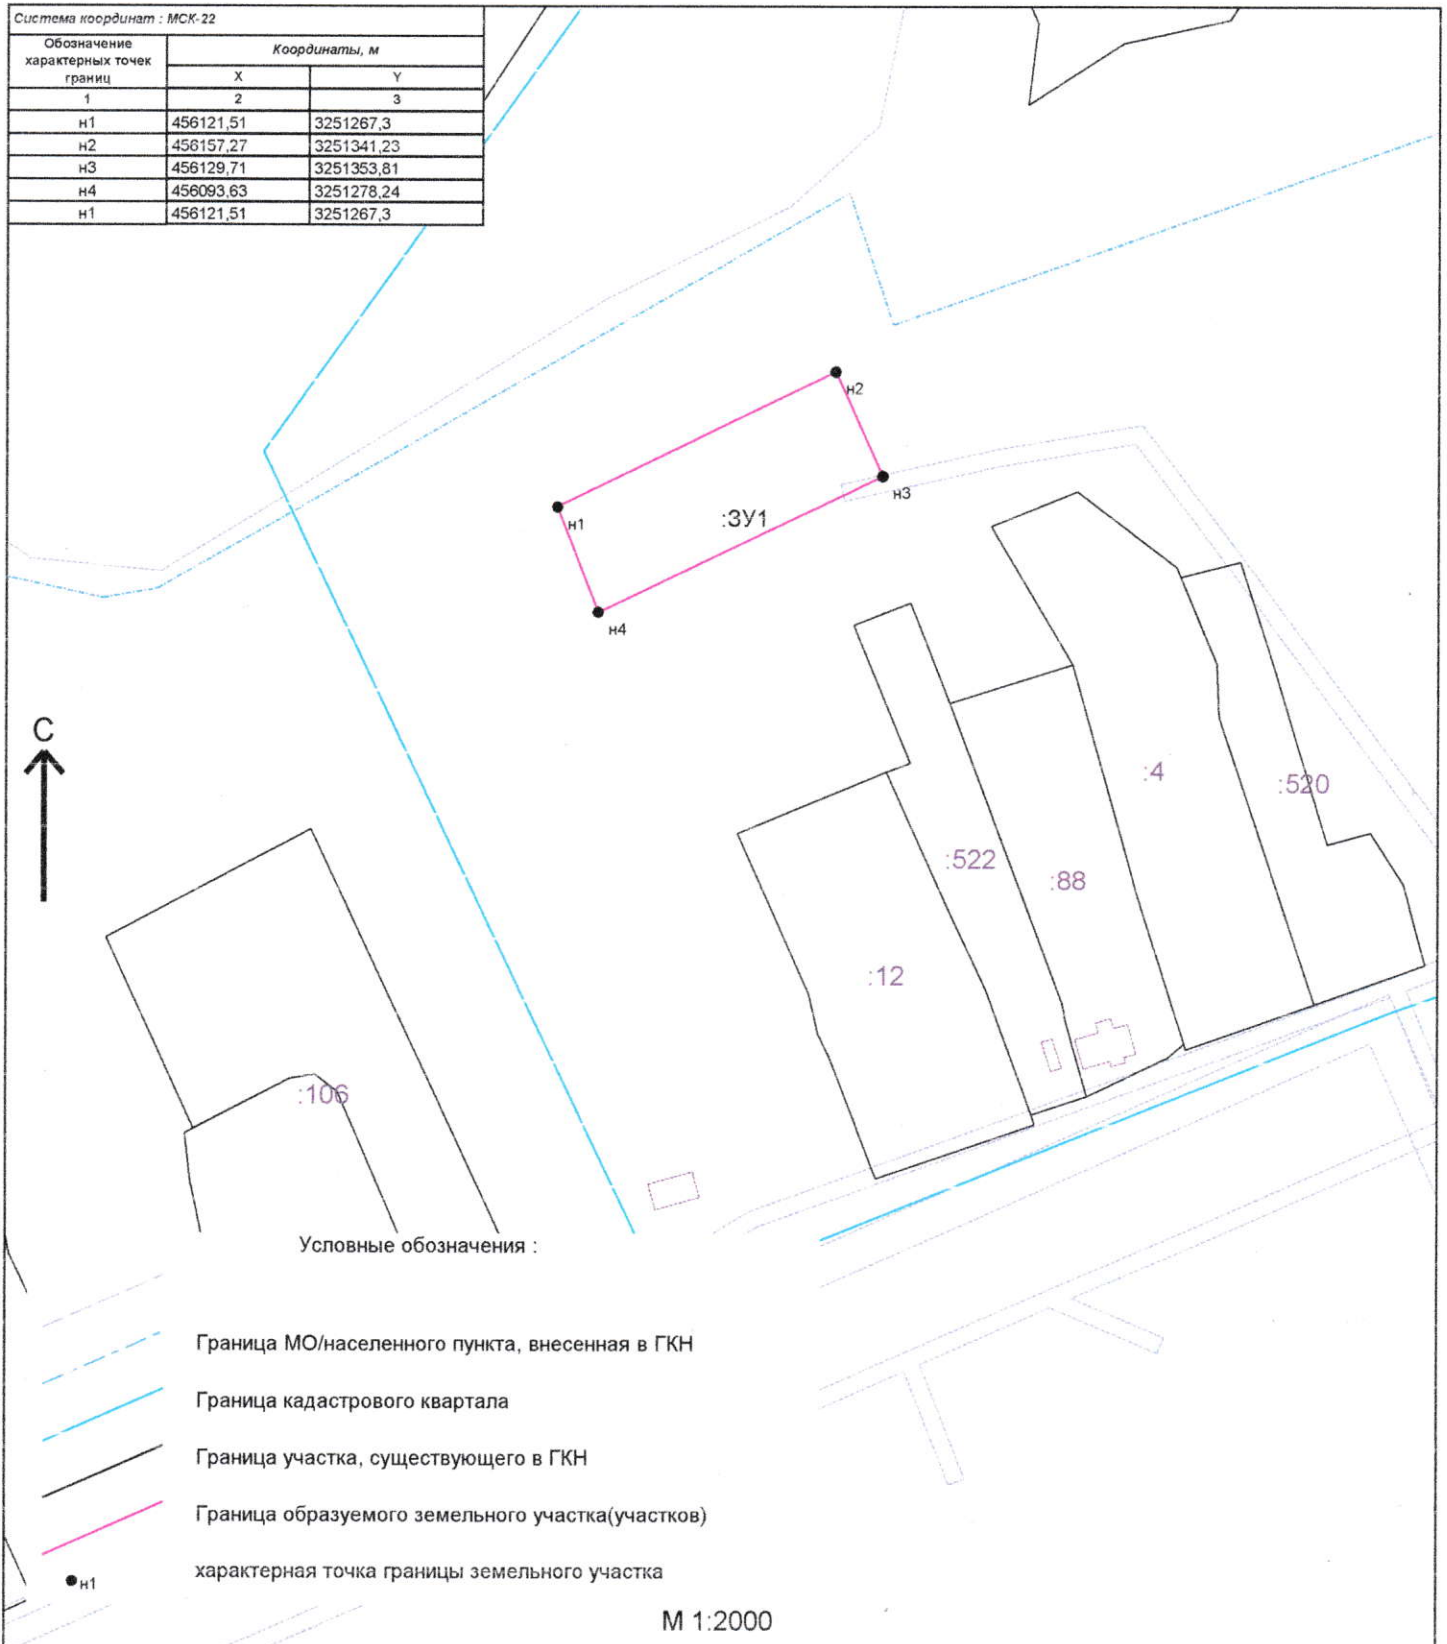 Система координат : МСК-22
Обозначение
характерных точек
границ
Координаты, м
X Y
1 2 3
н1 456121,51 3251267,3
н2 456157,27 3251341,23
н3 456129,71 3251353,81
н4 456093,63 3251278,24
н1 456121,51 3251267,3
н2
н3
н1
:ЗУ1
н4
С
:4
:520
:522
:88
:12
:106
Условные обозначения :
Граница МО/населенного пункта, внесенная в ГКН
Граница кадастрового квартала
Граница участка, существующего в ГКН
Граница образуемого земельного участка(участков)
характерная точка границы земельного участка
н1
М 1:2000